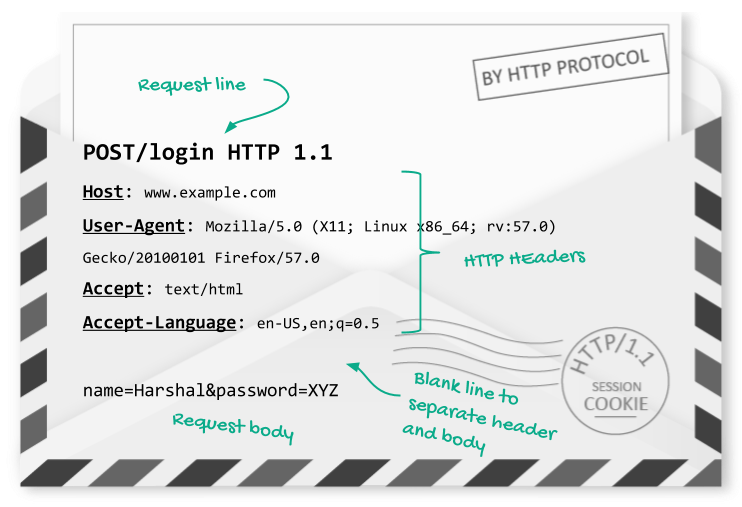 BY HTTP PROTOCOL
Request line
POST/login HTTP 1.1
Host: www.example.com
User-Agent: Mozilla/5.0 (X11; Linux x86_64; rv:57.0)
Gecko/20100101 Firefox/57.0
HTTP HEaders
Accept: text/html
Accept-Language: en-US,en;q=0.5
HTTP/1.1
SESSION
COOKIE
name=Harshal&password=XYZ
Blank line to
separate header
and body
Request body